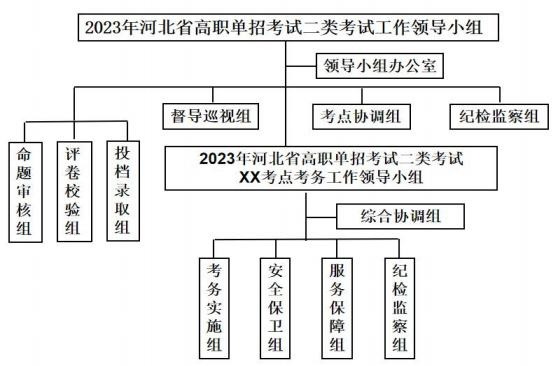 2023年河北省高职单招考试二类考试工作领导小组
领导小组办公室
督导巡视组
考点协调组
纪检监察组
命题审核组
评卷校验组
投档录取组
2023年河北省高职单招考试二类考试
XX考点考务工作领导小组
综合协调组
考务实施组
安全保卫组
服务保障组
纪检监察组